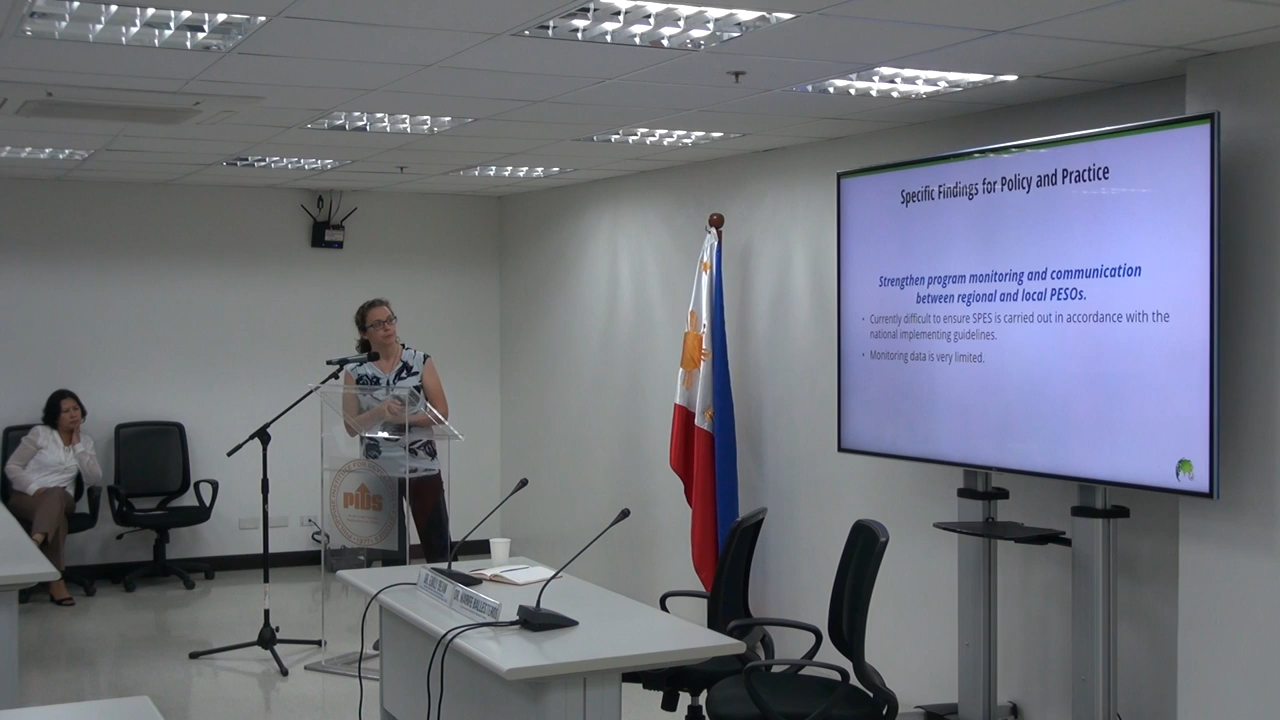 Specific Findings for Policy and Practice
Strengthen program monitoring and communication
between regional and local PESOs.
• Currently difficult to ensure SPES is carried out in accordance with the
national implementing guidelines.
• Monitoring data is very limited.
PIDS